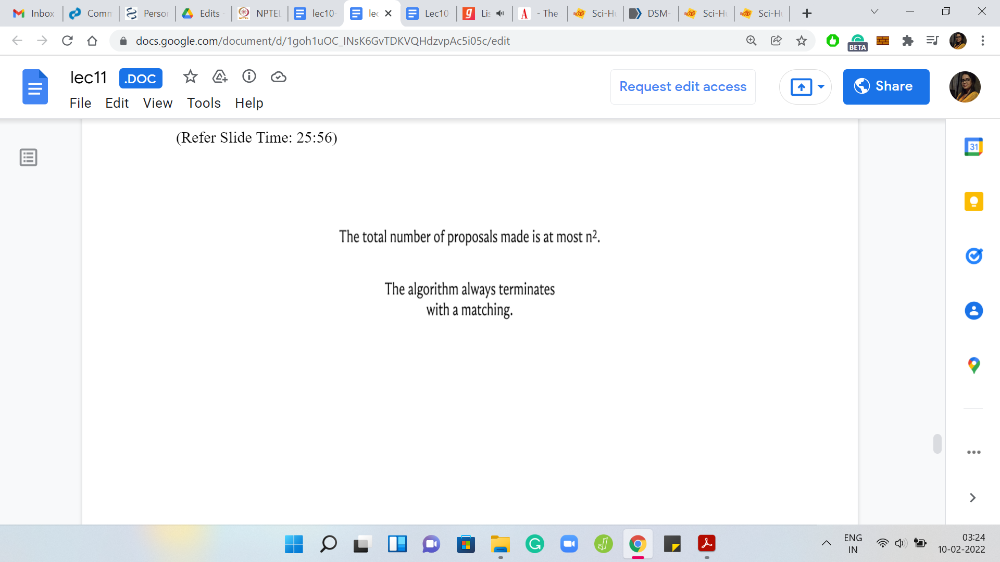 Inbox
Comm
Perso
Edits -
NPTEL
lec10-
lec
Lec10
Lis
- The
Sci-Hu
DSM-
Sci-Hu
Sci-Hu
docs.google.com/document/d/1goh1uOC_INsK6GvTDKVQHdzvpAc5i05c/edit
BETA
lec11 .DOC
Request edit access
Share
File Edit View Tools Help
(Refer Slide Time: 25:56)
31
The total number of proposals made is at most n².
The algorithm always terminates
with a matching.
ENG
IN
03:24
10-02-2022